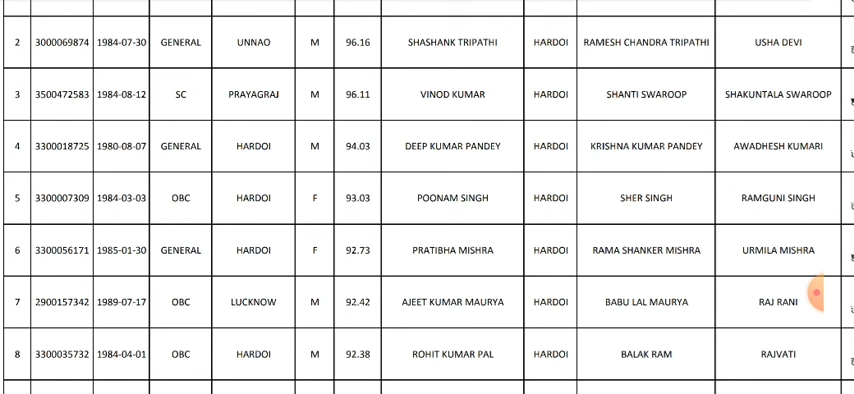 2 3000069874 1984-07-30 GENERAL UNNAO M 96.16 SHASHANK TRIPATHI HARDOI RAMESH CHANDRA TRIPATHI USHA DEVI
3 3500472583 1984-08-12 SC PRAYAGRAJ M 96.11 VINOD KUMAR HARDOI SHANTI SWAROOP SHAKUNTALA SWAROOP
4 3300018725 1980-08-07 GENERAL HARDOI M 94.03 DEEP KUMAR PANDEY HARDOI KRISHNA KUMAR PANDEY AWADHESH KUMARI
5 3300007309 1984-03-03 OBC HARDOI F 93.03 POONAM SINGH HARDOI SHER SINGH RAMGUNI SINGH
6 3300056171 1985-01-30 GENERAL HARDOI F 92.73 PRATIBHA MISHRA HARDOI RAMA SHANKER MISHRA URMILA MISHRA
7 2900157342 1989-07-17 OBC LUCKNOW M 92.42 AJEET KUMAR MAURYA HARDOI BABU LAL MAURYA RAJ RANI
8 3300035732 1984-04-01 OBC HARDOI M 92.38 ROHIT KUMAR PAL HARDOI BALAK RAM RAJVATI